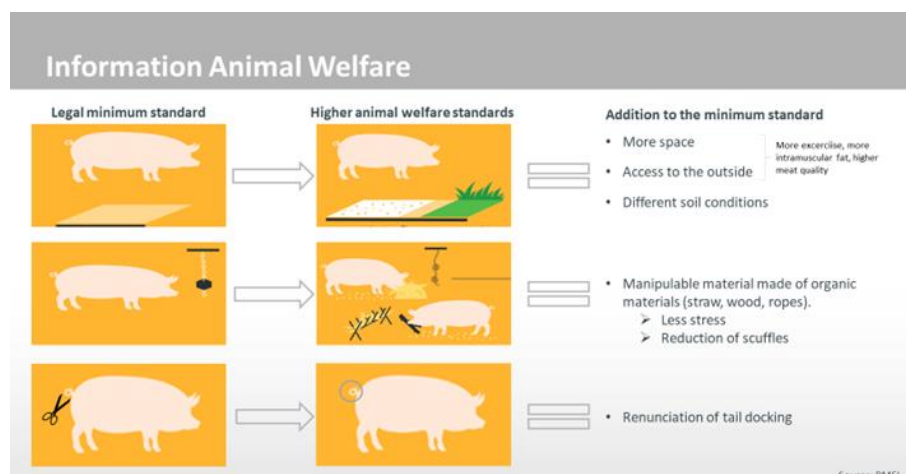 Information Animal Welfare
Legal minimum standard
Higher animal welfare standards
Addition to the minimum standard
• More space
• Access to the outside
More excerciise, more
intramuscular fat, higher
meat quality
• Different soil conditions
• Manipulable material made of organic
materials (straw, wood, ropes).
➢ Less stress
➢ Reduction of scuffles
• Renunciation of tail docking